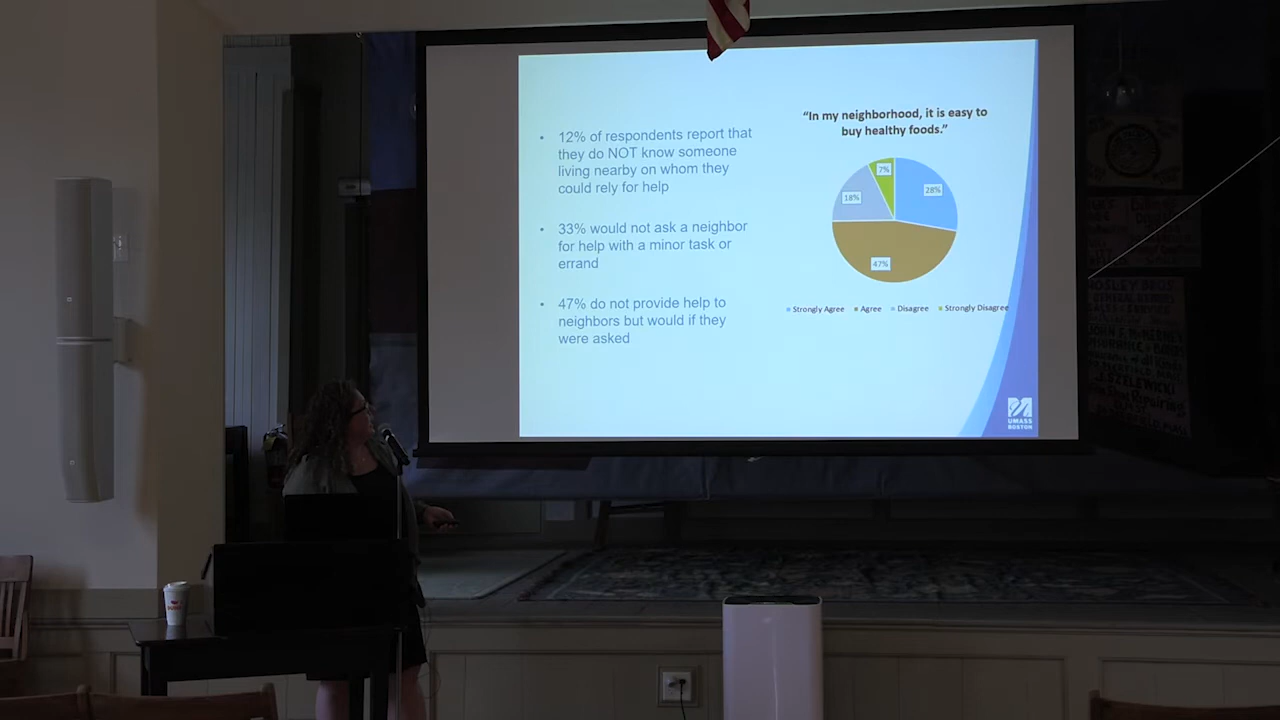 • 12% of respondents report that
they do NOT know someone
living nearby on whom they
could rely for help
• 33% would not ask a neighbor
for help with a minor task or
errand
• 47% do not provide help to
neighbors but would if they
were asked
“In my neighborhood, it is easy to
buy healthy foods.”
7%
28%
18%
47%
Strongly Agree Agree Disagree Strongly Disagree
UMASS
BOSTON